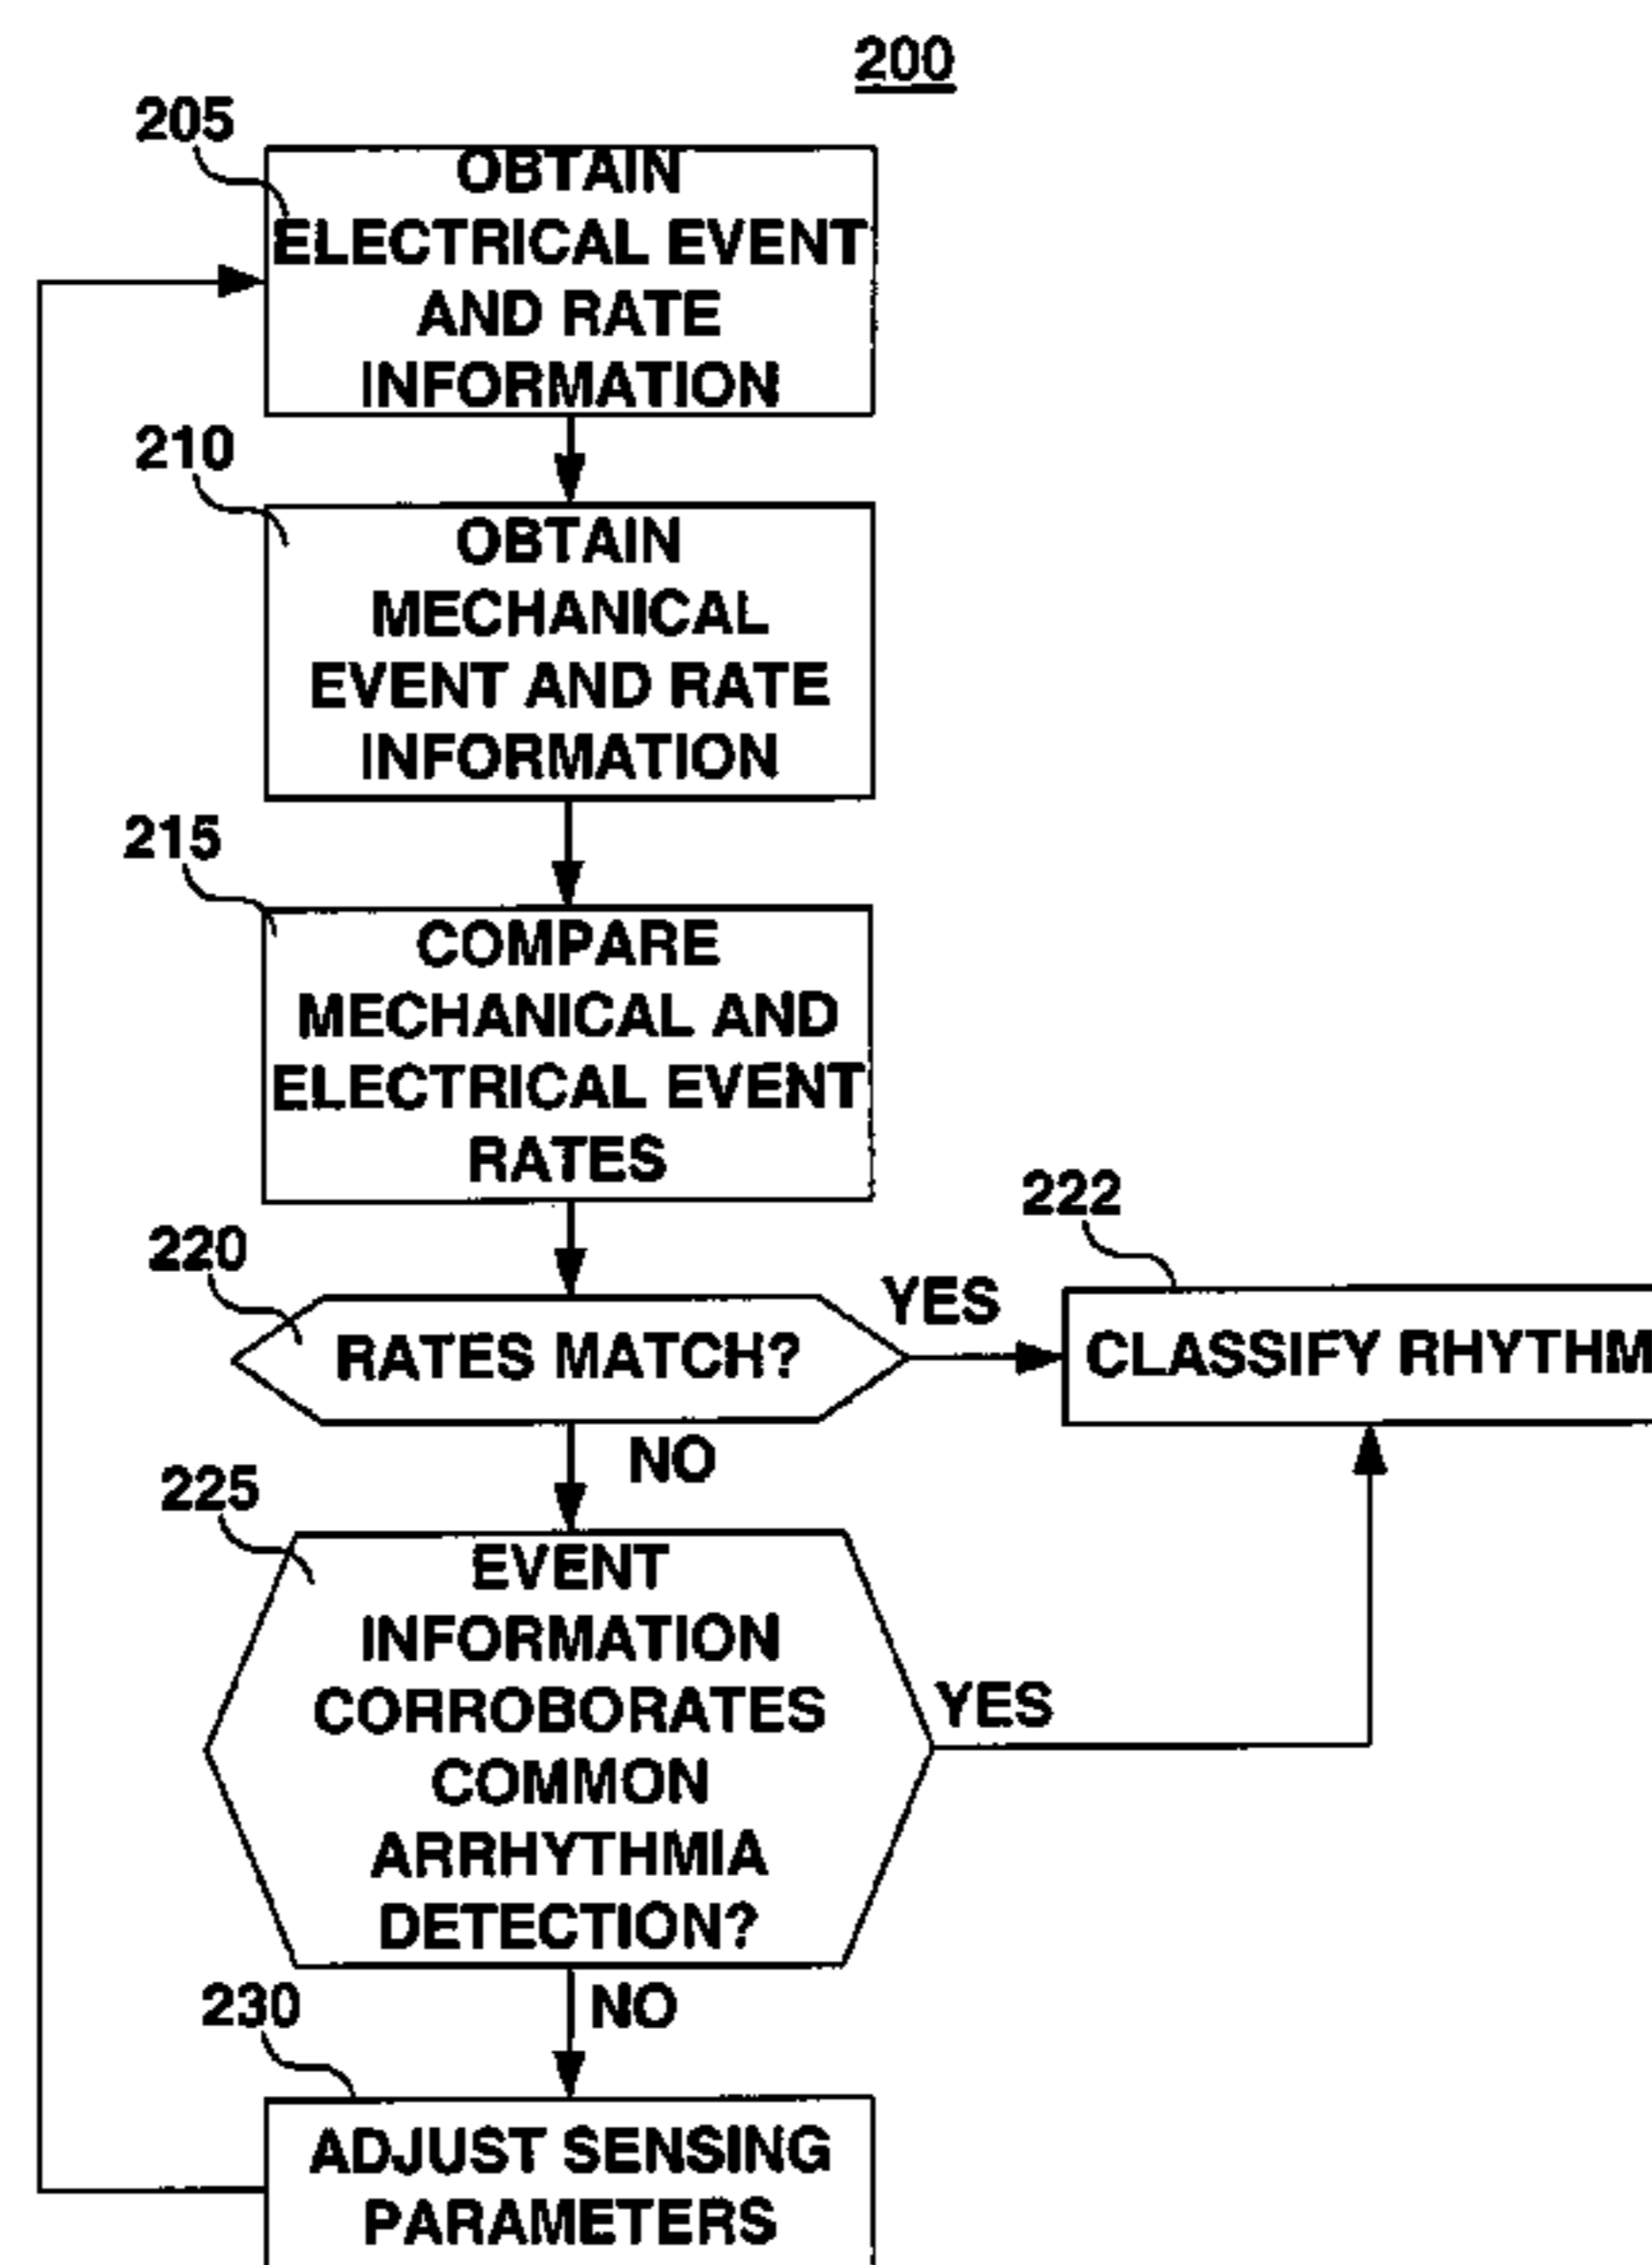 200
205
OBTAIN
ELECTRICAL EVENT
AND RATE
INFORMATION
210
OBTAIN
MECHANICAL
EVENT AND RATE
INFORMATION
215
COMPARE
MECHANICAL AND
ELECTRICAL EVENT
RATES
220
RATES MATCH?
YES
222
CLASSIFY RHYTHM
NO
225
EVENT
INFORMATION
CORROBORATES
COMMON
ARRHYTHMIA
DETECTION?
YES
NO
230
ADJUST SENSING
PARAMETERS